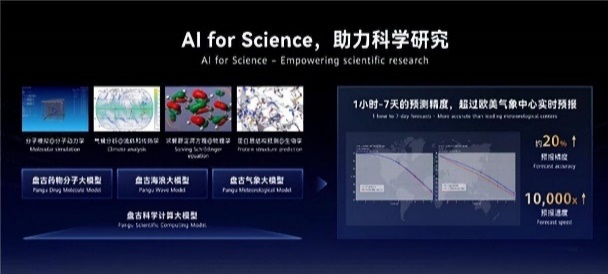 AI for Science，助力科学研究
AI for Science - Empowering scientific research
分子模拟@分子动力学
Molecular simulation
气候分析@流体和传热学
Climate analysis
求解薛定谔方程@物理学
Solving Schrödinger
equation
蛋白质结构预测@生物学
Protein structure prediction
盘古药物分子大模型
Pangu Drug Molecule Model
盘古海浪大模型
Pangu Wave Model
盘古气象大模型
Pangu Meteorological Model
盘古科学计算大模型
Pangu Scientific Computing Model
1小时-7天的预测精度，超过欧美气象中心实时预报
1 hour to 7 day forecasts - More accurate than leading meteorological centers
约20% ↑
预报精度
Forecast accuracy
10,000x ↑
预报速度
Forecast speed